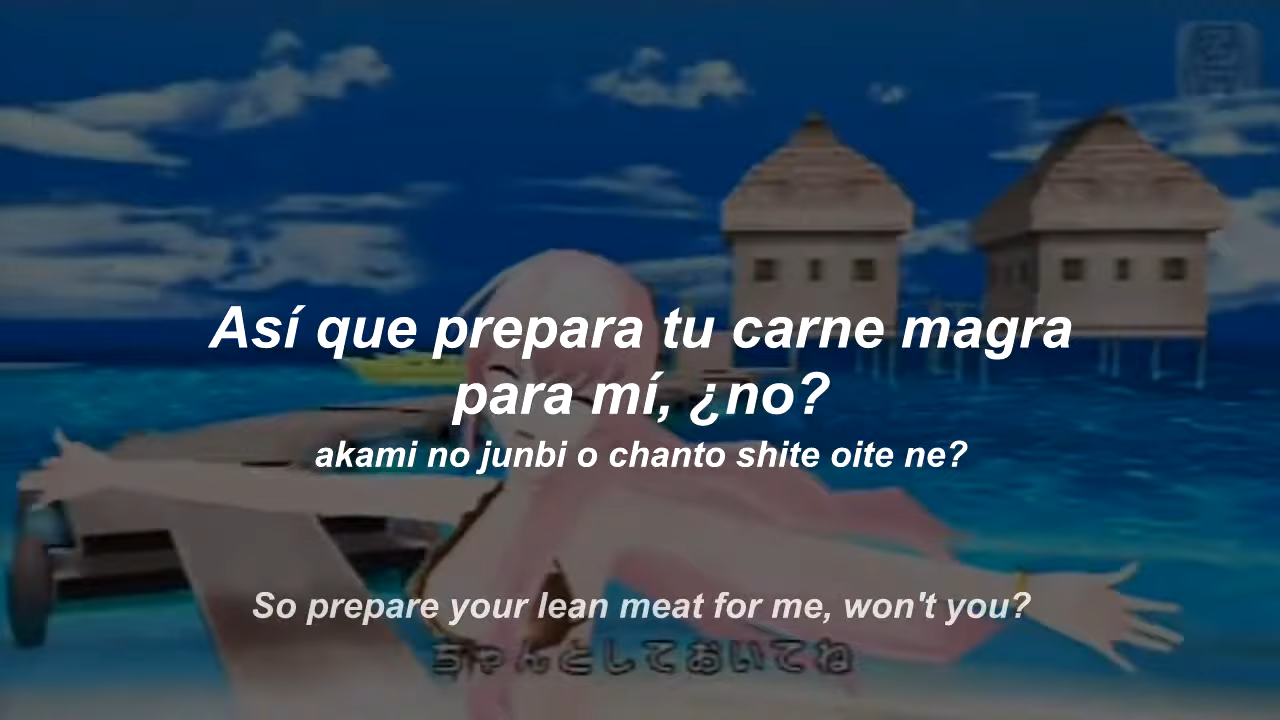 Así que prepara tu carne magra
para mí, ¿no?
akami no junbi o chanto shite oite ne?
So prepare your lean meat for me, won't you?
ちゃんとしておいてね